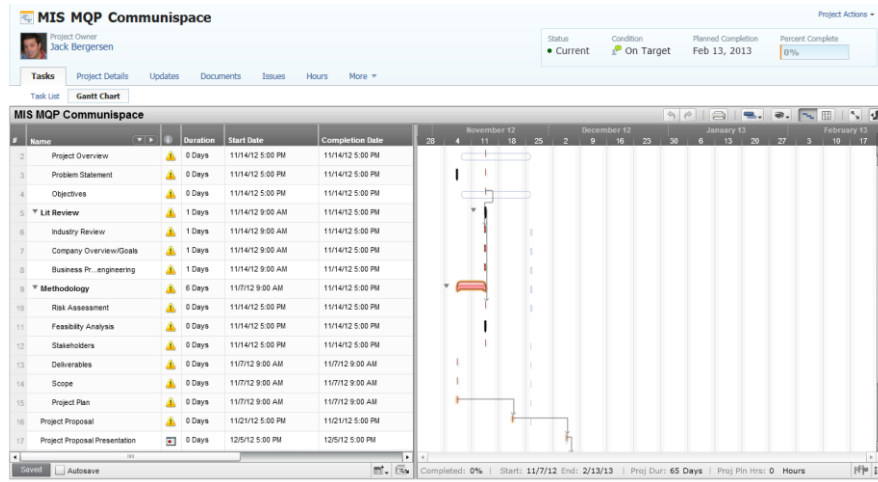 MIS MQP Communispace
Project Actions
Project Owner
Jack Bergersen
Status Condition Planned Completion Percent Complete
Current On Target Feb 13, 2013 0%
Tasks Project Details Updates Documents Issues Hours More
Task List Gantt Chart
MIS MQP Communispace
November 12 December 12 January 13 February 13
# Name Duration Start Date Completion Date 28 4 11 18 25 2 9 16 23 30 6 13 20 27 3 10 17
2 Project Overview 0 Days 11/14/12 5:00 PM 11/14/12 5:00 PM
3 Problem Statement 0 Days 11/14/12 5:00 PM 11/14/12 5:00 PM
4 Objectives 0 Days 11/14/12 5:00 PM 11/14/12 5:00 PM
5 Lit Review 1 Days 11/14/12 9:00 AM 11/14/12 5:00 PM
6 Industry Review 1 Days 11/14/12 9:00 AM 11/14/12 5:00 PM
7 Company Overview/Goals 1 Days 11/14/12 9:00 AM 11/14/12 5:00 PM
8 Business Pr...engineering 1 Days 11/14/12 9:00 AM 11/14/12 5:00 PM
9 Methodology 6 Days 11/7/12 9:00 AM 11/14/12 5:00 PM
10 Risk Assessment 0 Days 11/14/12 5:00 PM 11/14/12 5:00 PM
11 Feasibility Analysis 0 Days 11/14/12 5:00 PM 11/14/12 5:00 PM
12 Stakeholders 0 Days 11/14/12 5:00 PM 11/14/12 5:00 PM
13 Deliverables 0 Days 11/7/12 9:00 AM 11/7/12 9:00 AM
14 Scope 0 Days 11/7/12 9:00 AM 11/7/12 9:00 AM
15 Project Plan 0 Days 11/7/12 9:00 AM 11/7/12 9:00 AM
16 Project Proposal 0 Days 11/21/12 5:00 PM 11/21/12 5:00 PM
17 Project Proposal Presentation 0 Days 12/5/12 5:00 PM 12/5/12 5:00 PM
Saved Autosave Completed: 0% | Start: 11/7/12 End: 2/13/13 | Proj Dur: 65 Days | Proj Pln Hrs: 0 Hours